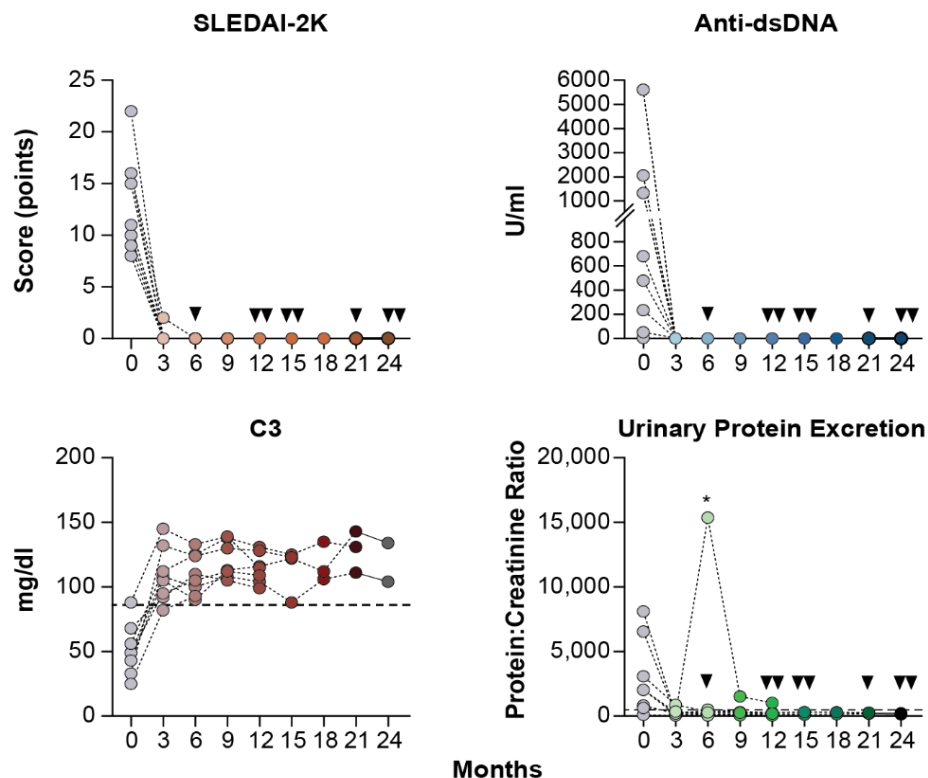 SLEDAI-2K
Score (points)
25
20
15
10
5
0
0 3 6 9 12 15 18 21 24
Anti-dsDNA
U/ml
6000
5000
4000
3000
2000
1000
800
600
400
200
0
0 3 6 9 12 15 18 21 24
C3
mg/dl
200
150
100
50
0
0 3 6 9 12 15 18 21 24
Urinary Protein Excretion
Protein:Creatinine Ratio
20,000
15,000
10,000
5,000
0
*
0 3 6 9 12 15 18 21 24
Months